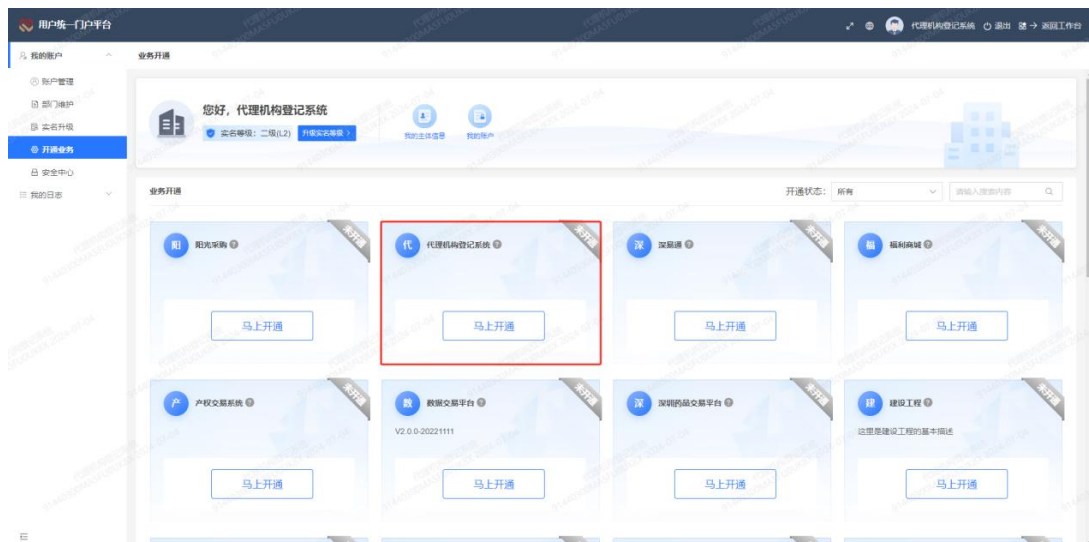 用户统一门户平台
代理机构登记系统 退出 返回工作台
我的账户
账户管理
部门维护
实名升级
开通业务
安全中心
我的日志
业务开通
您好，代理机构登记系统
实名等级：二级(L2) 升级实名等级 >
我的主体信息 我的账户
业务开通
开通状态： 所有 请输入搜索内容
阳 阳光采购 未开通
代 代理机构登记系统 未开通
深 深易通 未开通
福 福利商城 未开通
马上开通 马上开通 马上开通 马上开通
产 产权交易系统 未开通
数 数据交易平台 未开通
深 深圳药品交易平台 未开通
建 建设工程 未开通
V2.0.0-20221111
这里是建设工程的基本描述
马上开通 马上开通 马上开通 马上开通